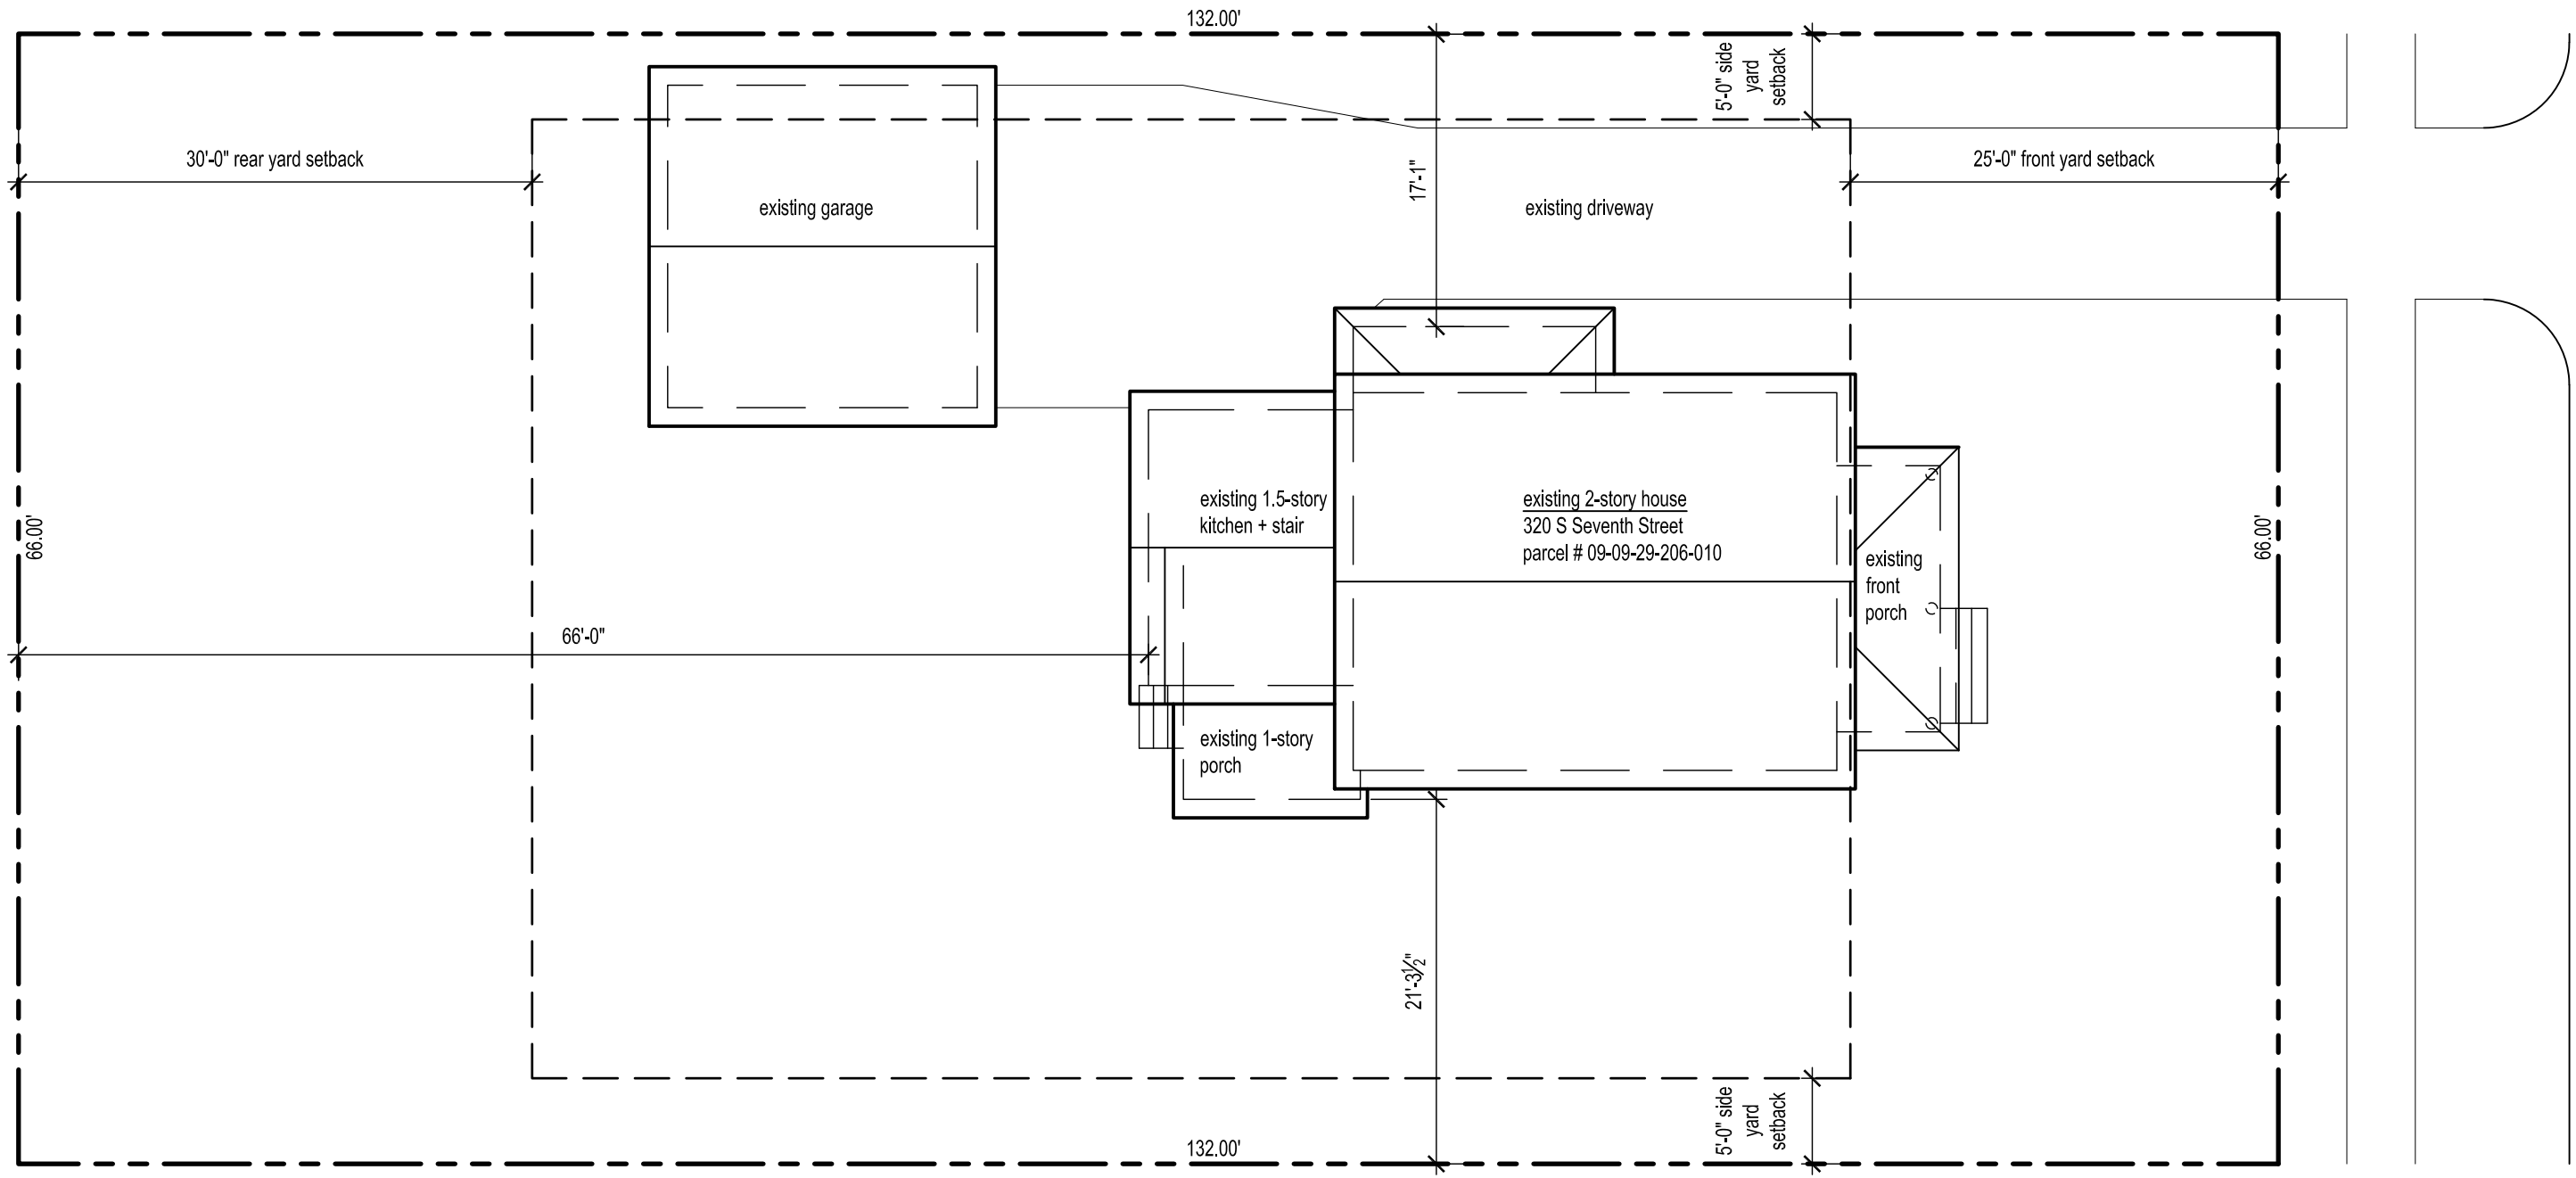 132.00'
5'-0" side
yard
setback
30'-0" rear yard setback
17'-1"
25'-0" front yard setback
existing garage
existing driveway
66.00'
existing 1.5-story
kitchen + stair
existing 2-story house
320 S Seventh Street
parcel # 09-09-29-206-010
66.00'
existing
front
porch
66'-0"
existing 1-story
porch
21'-3½"
5'-0" side
yard
setback
132.00'